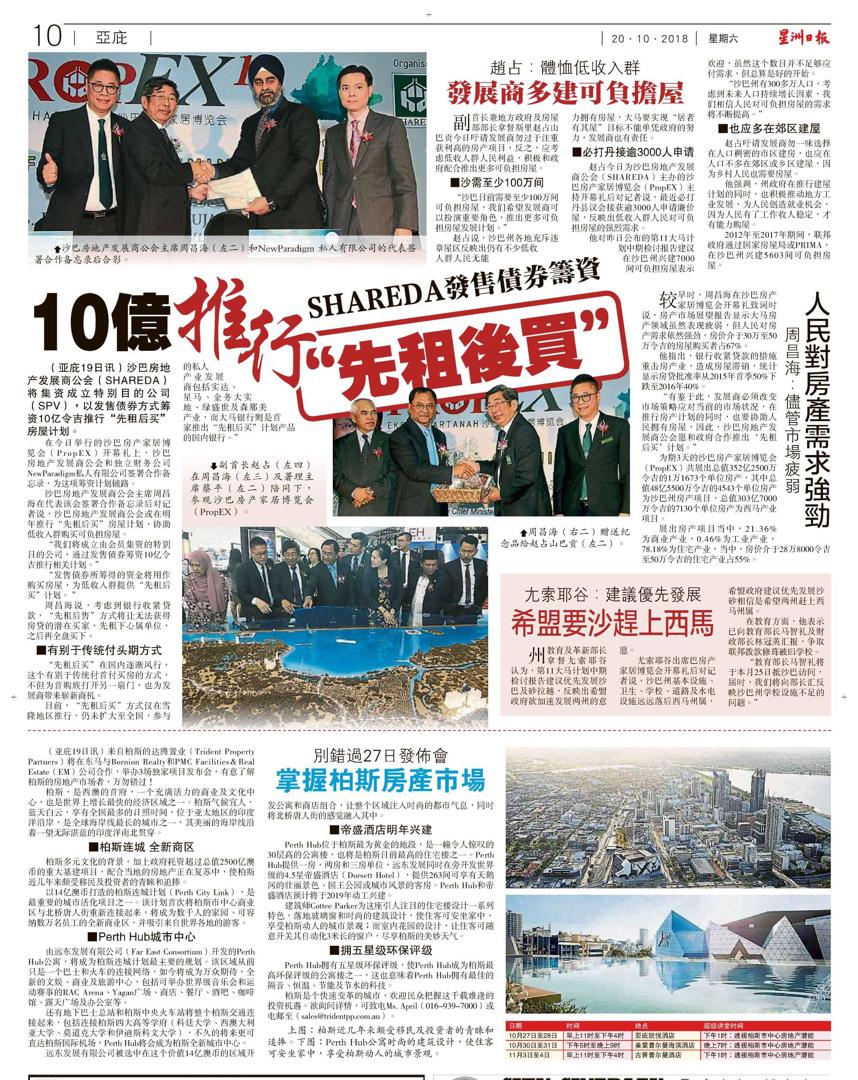 10 亞庇
20·10·2018 星期六
星洲日報
⬆沙巴房地产发展商公会主席周昌海（左二）和NewParadigm 私人有限公司的代表签
署合作备忘录后合影。
趙占：體恤低收入群
發展商多建可負擔屋
副首长兼地方政府及房屋
部部长拿督斯里赵占山
巴贡今日吁请发展商勿过于注重
获利高的房产项目，反之，应考
虑低收入群人民利益，积极和政
府配合推出更多可负担房屋。
■沙需至少100万间
“沙巴目前需要至少100万间
可负担房屋，我们希望发展商可
以扮演重要角色，推出更多可负
担房屋发展计划。”
赵占说，沙巴州各地充斥违
章屋区反映出仍有不少低收
入群人民无能
力拥有房屋，大马要实现“居者
有其屋”目标不能单凭政府的努
力，发展商也有责任。
■必打丹接逾3000人申请
赵占今日为沙巴房地产发展
商公会（SHAREDA）主办的沙
巴房产家居博览会（PropEX）主
持开幕礼后对记者说，最近必打
丹县议会接获逾3000人申请廉价
屋，反映出低收入群人民对可负
担房屋的强烈需求。
他对昨日公布的第11大马计
划中期检讨报告建议
在沙巴州兴建7000
间可负担房屋表示
欢迎，虽然这个数目并不足够应
付需求，但总算是好的开始。
“沙巴州有300多万人口，考
虑到未来人口持续增长因素，我
们相信人民对可负担房屋的需求
将不断提高。”
■也应多在郊区建屋
赵占吁请发展商勿一味选择
在人口稠密的市区建房，也应在
人口不多在郊区或乡区建屋，因
为乡村人民也需要房屋。
他强调，州政府在推行建屋
计划的同时，也积极推动地方工
业发展，为人民创造就业机会，
因为人民有了工作收入稳定，才
有能力购屋。
2012年至2017年期间，联邦
政府通过国家房屋局或PRIMA，
在沙巴州兴建5603间可负担房
屋。
SHAREDA發售債券籌資
10億推行“先租後買”
（亚庇19日讯）沙巴房地
产发展商公会（SHAREDA）
将集资成立特别目的公司
（SPV），以发售债券方式筹
资10亿令吉推行“先租后买”
房屋计划。
在今日举行的沙巴房产家居博
览会（PropEX）开幕礼上，沙巴
房地产发展商公会和独立财务公司
NewParadigm私人有限公司签署合作备
忘录，为这项筹资计划铺路。
沙巴房地产发展商公会主席周昌
海在代表该会签署合作备忘录后对记
者说，沙巴房地产发展商公会或在明
年推行“先租后买”房屋计划，协助
低收入群购买可负担房屋。
“我们将成立由会员集资的特别
目的公司，通过发售债券筹资10亿令
吉推行相关计划。”
“发售债券所筹得的资金将用作
购买房屋，为低收入群提供“先租后
买”计划。”
周昌海说，考虑到银行收紧贷
款，“先租后售”方式将让无法获得
房贷的潜在买家，先租下心属单位，
之后再全盘买下。
■有别于传统付头期方式
“先租后买”在国内逐渐风行，
这个有别于传统付首付买房的方式，
不但为首购族打开另一扇门，也为发
展商带来崭新商机。
目前，“先租后买”方式仅在雪
隆地区推行，仍未扩大至全国，参与
的私人
产业发展
商包括实达、
星马、金务大实
地、绿盛世及森那美
产业，而大马银行则是首
家推出“先租后买”计划产品
的国内银行。”
⬇副首长赵占（左四）
在周昌海（左三）及署理主
席蔡平（左二）陪同下，
参观沙巴房产家居博览会
（PropEX）。
⬆周昌海（右二）赠送纪
念品给赵占山巴贡（左二）。
人民對房產需求強勁
周昌海：儘管市場疲弱
较早时，周昌海在沙巴房产
家居博览会开幕礼致词时
说，房产市场展望报告显示大马房
产领域虽然表现疲弱，但人民对房
产需求依然强劲，房价介于30万至50
万令吉的房屋购买者占67%。
他指出，银行收紧贷款的措施
重击房产业，造成房屋滞销，统计
显示房贷批准率从2015年首季50%下
跌至2016年40%。
“有鉴于此，发展商必须改变
市场策略应对当前的市场状况，在
推行房产计划的同时，也要协助人
民拥有房屋，因此，沙巴房地产发
展商公会愿和政府合作推出‘先租
后买’计划”。
为期3天的沙巴房产家居博览会
（PropEX）共展出总值352亿2500万
令吉的1万1673个单位房产，其中总
值48亿5500万令吉的4543个单位房产
为沙巴州房产项目，总值303亿7000
万令吉的7130个单位房产为西马产业
项目。
展出房产项目当中，21.36%
为商业产业，0.46%为工业产业，
78.18%为住宅产业，当中，房价介于28万8000令吉
至50万令吉的住宅产业占55%。
尤索耶谷：建議優先發展
希盟要沙趕上西馬
州教育及革新部长
拿督尤索耶谷
认为，第11大马计划中期
检讨报告建议优先发展沙
巴及砂拉越，反映出希盟
政府欲加速发展两州的意
愿。
尤索耶谷出席巴房产
家居博览会开幕礼后对记
者说，沙巴州基本设施、
卫生、学校、道路及水电
设施远远落后西马州属，
希盟政府建议优先发展沙
砂相信是希望两州赶上西
马州属。
在教育方面，他表示
已向教育部长马智礼及财
政部长林冠英汇报，争取
联邦拨款修葺破旧学校。
“教育部长马智礼将
于本月25日抵沙巴访问，
届时，我们将向部长汇反
映沙巴州学校设施不足的
问题。”
別錯過27日發佈會
掌握柏斯房產市場
（亚庇19日讯）来自柏斯的达腾置业（Trident Property
Partners）将在东马与Bornion Realty和PMC Facilities＆Real
Estate（EM）公司合作，举办3场独家项目发布会，有意了解
柏斯的房地产市场者，万勿错过！
柏斯，是西澳的首府，一个充满活力的商业及文化中
心，也是世界上增长最快的经济区域之一。柏斯气候宜人，
蓝天白云，享有全国最多的日照时间，位于亚太地区的印度
洋沿岸，是全球海岸线最长的城市之一，其美丽的海岸线沿
着一望无际湛蓝的印度洋南北贯穿。
■柏斯连城 全新商区
柏斯多元文化的背景，加上政府耗资超过总值2500亿澳
币的重大基建项目，配合当地的房地产正在复苏中，使柏斯
近几年来颇受移民及投资者的青睐和追捧。
以14亿澳币打造的柏斯连城计划（Perth City Link），是
最重要的城市活化项目之一。该计划首次将柏斯市中心商业
区与北桥唐人街重新连接起来，将成为数千人的家园、可容
纳数万名员工的全新商业区，并吸引来自世界各地的游客。
■Perth Hub城市中心
由远东发展有限公司（Far East Consortium）开发的Perth
Hub公寓，将成为柏斯连城计划最主要的规划。该区域从前
只是一个巴士和火车的连接网络，如今将成为万众期待，全
新的文娱、商业及旅游中心，包括可举办世界级音乐会和运
动赛事的RAC Arena、Yagan广场、商店、餐厅、酒吧、咖啡
馆、露天广场及办公室等。
还有地下巴士总站和柏斯中央火车站将整个柏斯交通连
接起来，包括连接柏斯四大高等学府（科廷大学、西澳大利
亚大学、莫道克大学和伊迪斯科文大学），不久的将来更可
直达柏斯国际机场，Perth Hub将会成为柏斯全新城市中心。
远东发展有限公司被选中在这个价值14亿澳币的区域开
发公寓和商店组合，让整个区域注入时尚的都市气息，同时
将北桥唐人街的感觉融入其中。
■帝盛酒店明年兴建
Perth Hub位于柏斯最为黄金的地段，是一幢令人惊叹的
30层高的公寓楼，也将是柏斯目前最高的住宅楼之一。Perth
Hub提供一房，两房和三房单位，远东发展同时在旁开发世界
级的4.5星帝盛酒店（Dorsett Hotel），提供263间可享有天鹅
河的壮丽景色，国王公园或城市风景的客房。Perth Hub和帝
盛酒店预计将于2019年动工兴建。
建筑师Cottee Parker为这座引人注目的住宅楼设计一系列
特色，落地玻璃窗和时尚的建筑设计，使住客可安坐家中，
享受柏斯动人的城市景观；而室内花园的设计，让住客可随
意开关其自动化3米长的窗户，尽享柏斯的美妙天气。
■拥五星级环保评级
Perth Hub拥有五星级环保评级，使Perth Hub成为柏斯最
高环保评级的公寓楼之一，这也意味着Perth Hub拥有最佳的
隔音、恒温、节能及节水的科技。
柏斯是个快速变革的城市，欢迎民众把握这千载难逢的
投资机遇。欲询问详情，可致电Ms. April（016-939-7000）或
电邮至（sales@tridentpp.com.au）。
上图：柏斯近几年来颇受移民及投资者的青睐和
追捧。下图：Perth Hub公寓时尚的建筑设计，使住客
可安坐家中，享受柏斯动人的城市景观。
日期 时间 地点 超级讲堂时间
10月27日至28日 早上11时至下午4时 亚庇凯悦酒店 下午1时：透视柏斯市中心房地产潜能
10月30日至31日 下午5时至晚上9时 美里普尔曼海滨酒店 晚上7时：透视柏斯市中心房地产潜能
11月3日至4日 早上11时至下午4时 古晋普尔曼酒店 下午1时：透视柏斯市中心房地产潜能